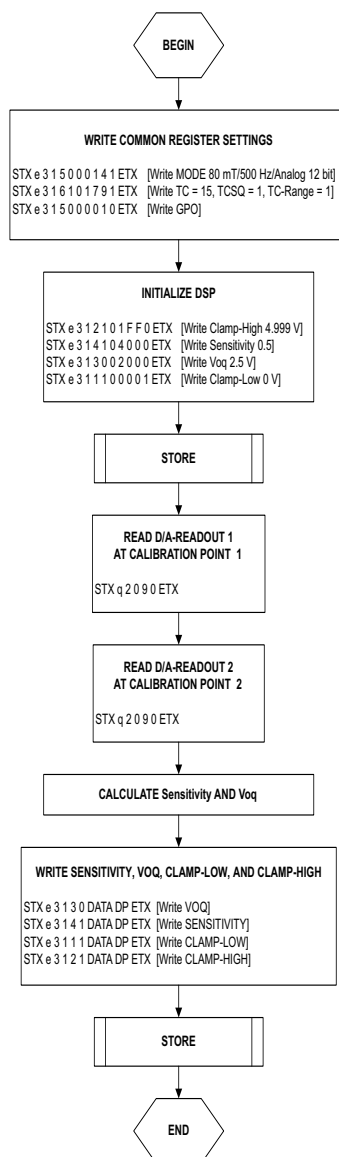 BEGIN
WRITE COMMON REGISTER SETTINGS
STX e 3 1 5 0 0 0 1 4 1 ETX [Write MODE 80 mT/500 Hz/Analog 12 bit]
STX e 3 1 6 1 0 1 7 9 1 ETX [Write TC = 15, TCSQ = 1, TC-Range = 1]
STX e 3 1 5 0 0 0 0 1 0 ETX [Write GPO]
INITIALIZE DSP
STX e 3 1 2 1 0 1 F F 0 ETX [Write Clamp-High 4.999 V]
STX e 3 1 4 1 0 4 0 0 0 ETX [Write Sensitivity 0.5]
STX e 3 1 3 0 0 2 0 0 0 ETX [Write Voq 2.5 V]
STX e 3 1 1 1 0 0 0 0 1 ETX [Write Clamp-Low 0 V]
STORE
READ D/A-READOUT 1
AT CALIBRATION POINT 1
STX q 2 0 9 0 ETX
READ D/A-READOUT 2
AT CALIBRATION POINT 2
STX q 2 0 9 0 ETX
CALCULATE Sensitivity AND Voq
WRITE SENSITIVITY, VOQ, CLAMP-LOW, AND CLAMP-HIGH
STX e 3 1 3 0 DATA DP ETX [Write VOQ]
STX e 3 1 4 1 DATA DP ETX [Write SENSITIVITY]
STX e 3 1 1 1 DATA DP ETX [Write CLAMP-LOW]
STX e 3 1 2 1 DATA DP ETX [Write CLAMP-HIGH]
STORE
END